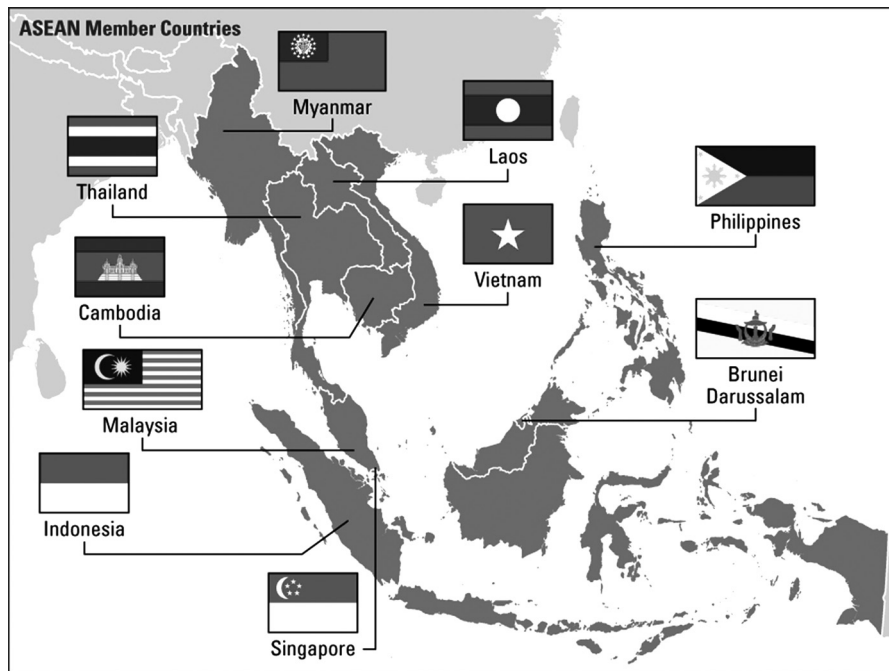 ASEAN Member Countries
Myanmar
Laos
Thailand
Philippines
Vietnam
Cambodia
Brunei
Darussalam
Malaysia
Indonesia
Singapore